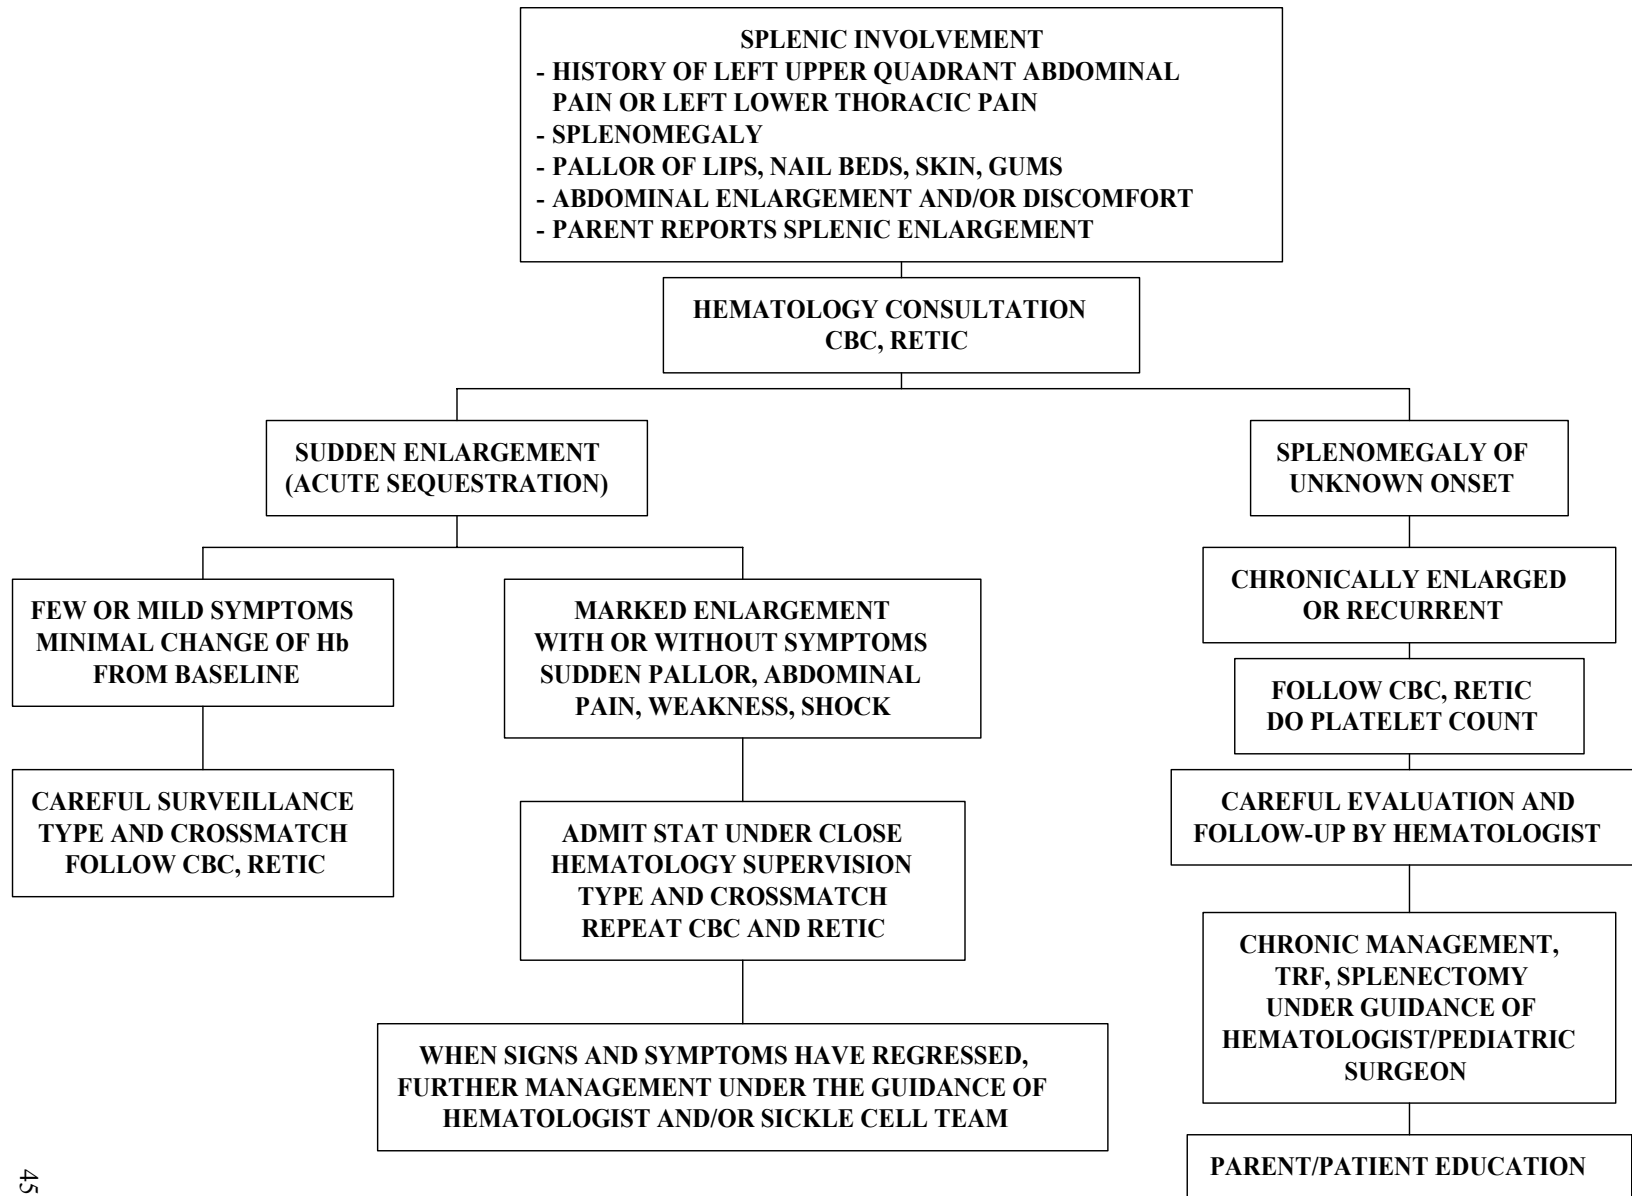 SPLENIC INVOLVEMENT
- HISTORY OF LEFT UPPER QUADRANT ABDOMINAL
PAIN OR LEFT LOWER THORACIC PAIN
- SPLENOMEGALY
- PALLOR OF LIPS, NAIL BEDS, SKIN, GUMS
- ABDOMINAL ENLARGEMENT AND/OR DISCOMFORT
- PARENT REPORTS SPLENIC ENLARGEMENT
HEMATOLOGY CONSULTATION
CBC, RETIC
SUDDEN ENLARGEMENT
(ACUTE SEQUESTRATION)
FEW OR MILD SYMPTOMS
MINIMAL CHANGE OF Hb
FROM BASELINE
CAREFUL SURVEILLANCE
TYPE AND CROSSMATCH
FOLLOW CBC, RETIC
MARKED ENLARGEMENT
WITH OR WITHOUT SYMPTOMS
SUDDEN PALLOR, ABDOMINAL
PAIN, WEAKNESS, SHOCK
ADMIT STAT UNDER CLOSE
HEMATOLOGY SUPERVISION
TYPE AND CROSSMATCH
REPEAT CBC AND RETIC
WHEN SIGNS AND SYMPTOMS HAVE REGRESSED,
FURTHER MANAGEMENT UNDER THE GUIDANCE OF
HEMATOLOGIST AND/OR SICKLE CELL TEAM
SPLENOMEGALY OF
UNKNOWN ONSET
CHRONICALLY ENLARGED
OR RECURRENT
FOLLOW CBC, RETIC
DO PLATELET COUNT
CAREFUL EVALUATION AND
FOLLOW-UP BY HEMATOLOGIST
CHRONIC MANAGEMENT,
TRF, SPLENECTOMY
UNDER GUIDANCE OF
HEMATOLOGIST/PEDIATRIC
SURGEON
PARENT/PATIENT EDUCATION
45